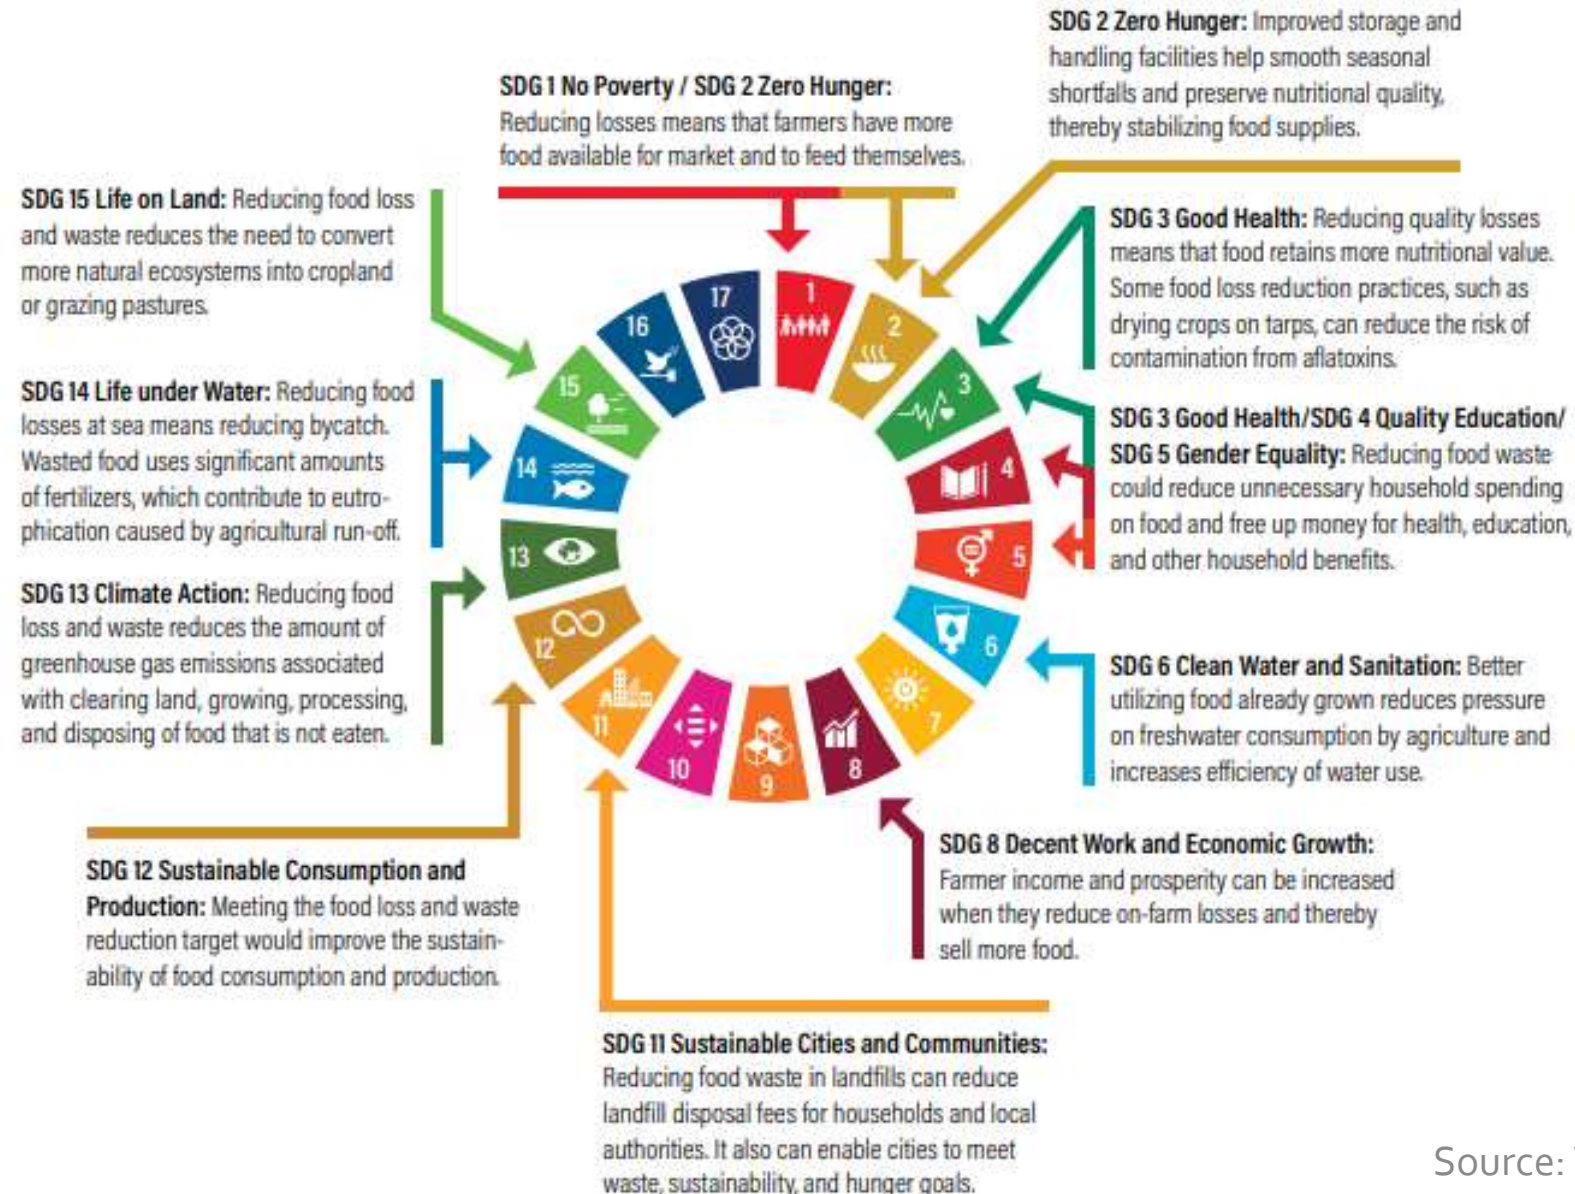 SDG 1 No Poverty / SDG 2 Zero Hunger:
Reducing losses means that farmers have more
food available for market and to feed themselves.
SDG 2 Zero Hunger: Improved storage and
handling facilities help smooth seasonal
shortfalls and preserve nutritional quality,
thereby stabilizing food supplies.
SDG 3 Good Health: Reducing quality losses
means that food retains more nutritional value.
Some food loss reduction practices, such as
drying crops on tarps, can reduce the risk of
contamination from aflatoxins.
SDG 3 Good Health/SDG 4 Quality Education/
SDG 5 Gender Equality: Reducing food waste
could reduce unnecessary household spending
on food and free up money for health, education,
and other household benefits.
SDG 6 Clean Water and Sanitation: Better
utilizing food already grown reduces pressure
on freshwater consumption by agriculture and
increases efficiency of water use.
SDG 8 Decent Work and Economic Growth:
Farmer income and prosperity can be increased
when they reduce on-farm losses and thereby
sell more food.
SDG 11 Sustainable Cities and Communities:
Reducing food waste in landfills can reduce
landfill disposal fees for households and local
authorities. It also can enable cities to meet
waste, sustainability, and hunger goals.
SDG 12 Sustainable Consumption and
Production: Meeting the food loss and waste
reduction target would improve the sustain-
ability of food consumption and production.
SDG 13 Climate Action: Reducing food
loss and waste reduces the amount of
greenhouse gas emissions associated
with clearing land, growing, processing,
and disposing of food that is not eaten.
SDG 14 Life under Water: Reducing food
losses at sea means reducing bycatch.
Wasted food uses significant amounts
of fertilizers, which contribute to eutro-
phication caused by agricultural run-off.
SDG 15 Life on Land: Reducing food loss
and waste reduces the need to convert
more natural ecosystems into cropland
or grazing pastures.
1
2
3
4
5
6
7
8
9
10
11
12
13
14
15
16
17
Source: